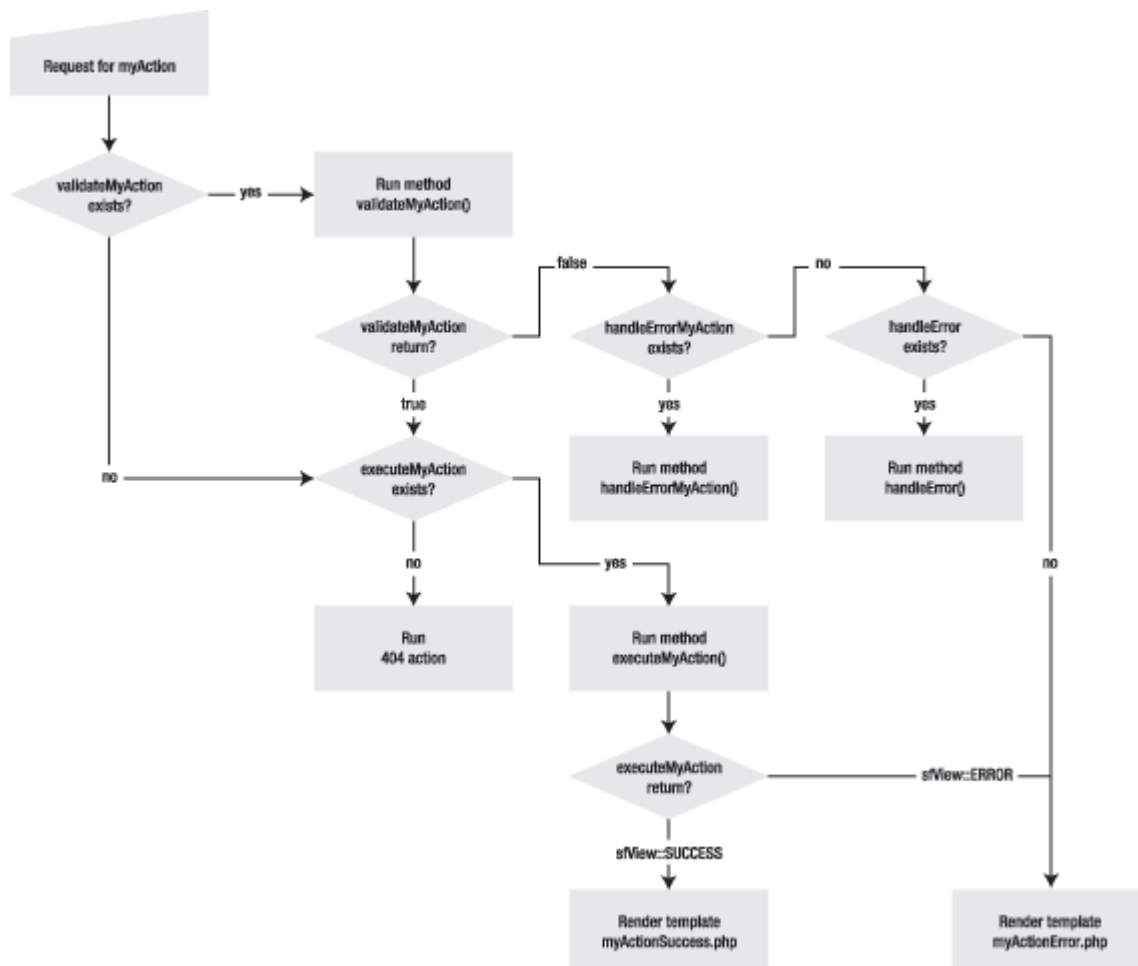 Request for myAction
validateMyAction
exists?
yes
Run method
validateMyAction()
false
no
validateMyAction
return?
handleErrorMyAction
exists?
handleError
exists?
true
yes
yes
no
executeMyAction
exists?
Run method
handleErrorMyAction()
Run method
handleError()
no
yes
no
Run
404 action
Run method
executeMyAction()
executeMyAction
return?
sfView::ERROR
sfView::SUCCESS
Render template
myActionSuccess.php
Render template
myActionError.php